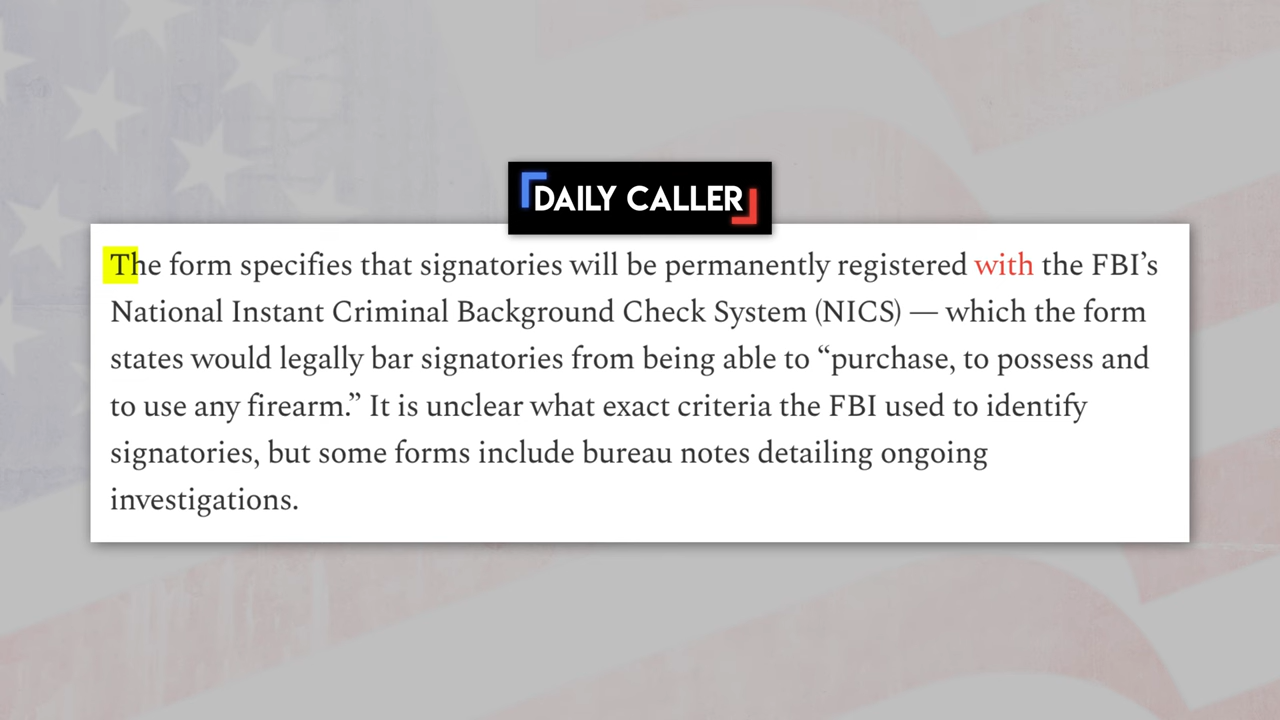 DAILY CALLER
The form specifies that signatories will be permanently registered with the FBI’s
National Instant Criminal Background Check System (NICS) — which the form
states would legally bar signatories from being able to “purchase, to possess and
to use any firearm.” It is unclear what exact criteria the FBI used to identify
signatories, but some forms include bureau notes detailing ongoing
investigations.